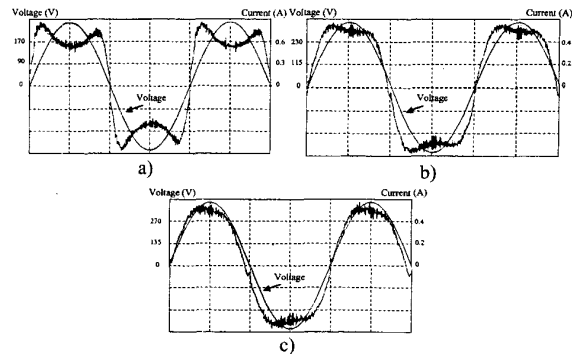 Voltage (V) Current (A)
170 0.6
90 0.3
0 0
Voltage
a)
Voltage (V) Current (A)
230 0.5
115 0.2
0 0
Voltage
b)
Voltage (V) Current (A)
270 0.4
135 0.2
0 0
Voltage
c)